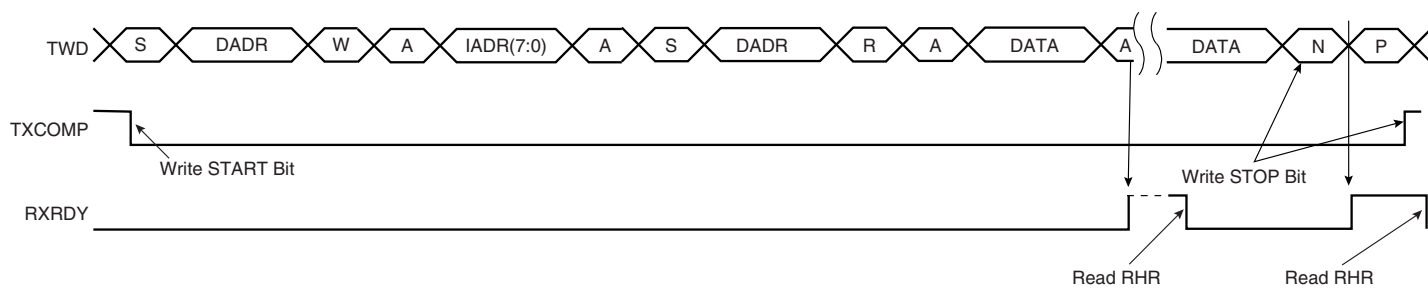 TWD S DADR W A IADR(7:0) A S DADR R A DATA A DATA N P
TXCOMP
Write START Bit
Write STOP Bit
RXRDY
Read RHR Read RHR